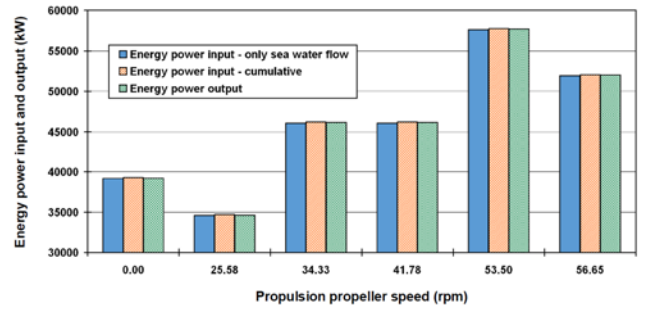 Energy power input and output (kW)
60000
55000
50000
45000
40000
35000
30000
Energy power input - only sea water flow
Energy power input - cumulative
Energy power output
0.00 25.58 34.33 41.78 53.50 56.65
Propulsion propeller speed (rpm)